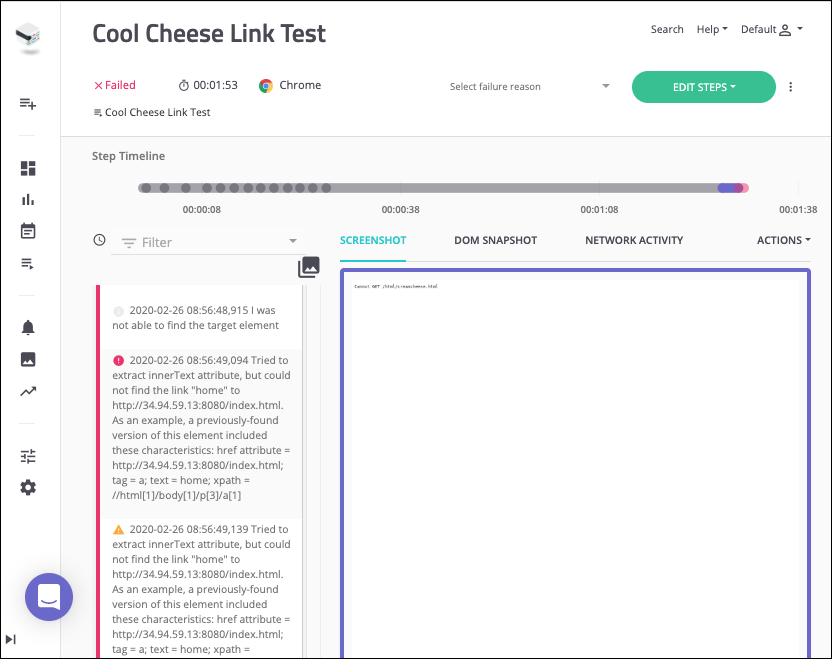 Cool Cheese Link Test
Search Help Default
Failed 00:01:53 Chrome Select failure reason EDIT STEPS
Cool Cheese Link Test
Step Timeline
00:00:08 00:00:38 00:01:08 00:01:38
Filter SCREENSHOT DOM SNAPSHOT NETWORK ACTIVITY ACTIONS
Cannot GET /html/creamcheese.html
2020-02-26 08:56:48,915 I was
not able to find the target element
2020-02-26 08:56:49,094 Tried to
extract innerText attribute, but could
not find the link "home" to
http://34.94.59.13:8080/index.html.
As an example, a previously-found
version of this element included
these characteristics: href attribute =
http://34.94.59.13:8080/index.html;
tag = a; text = home; xpath =
//html[1]/body[1]/p[3]/a[1]
2020-02-26 08:56:49,139 Tried to
extract innerText attribute, but could
not find the link "home" to
http://34.94.59.13:8080/index.html.
As an example, a previously-found
version of this element included
these characteristics: href attribute =
http://34.94.59.13:8080/index.html;
tag = a; text = home; xpath =